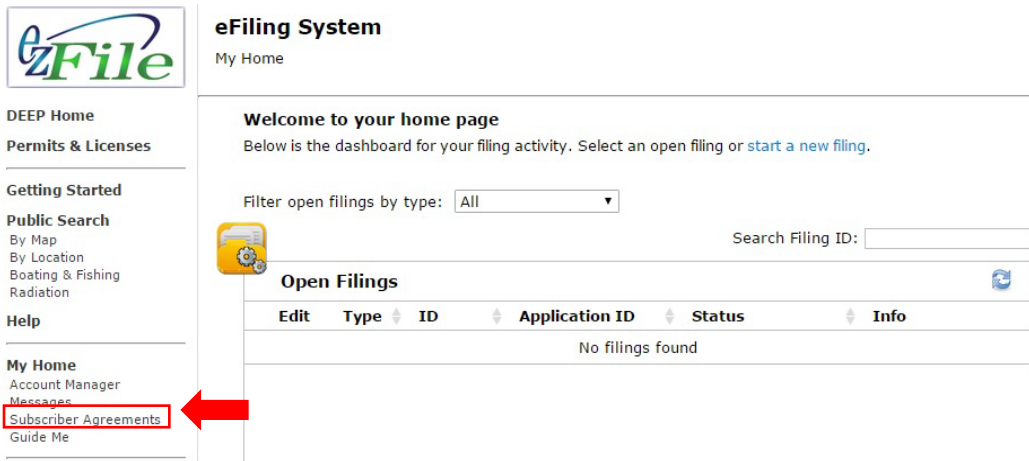 ezFile
DEEP Home
Permits & Licenses
Getting Started
Public Search
By Map
By Location
Boating & Fishing
Radiation
Help
My Home
Account Manager
Messages
Subscriber Agreements
Guide Me
eFiling System
My Home
Welcome to your home page
Below is the dashboard for your filing activity. Select an open filing or start a new filing.
Filter open filings by type: All
Search Filing ID:
Open Filings
Edit Type ID Application ID Status Info
No filings found